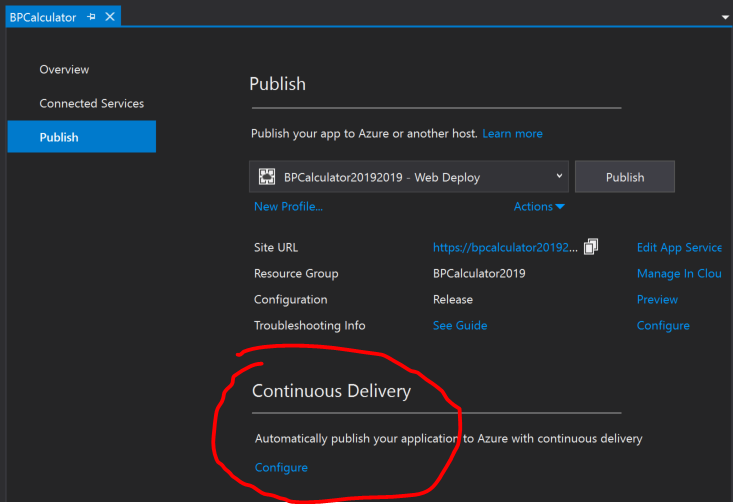 BPCalculator
Overview
Connected Services
Publish
Publish
Publish your app to Azure or another host. Learn more
BPCalculator20192019 - Web Deploy
Publish
New Profile...
Actions
Site URL https://bpcalculator20192... Edit App Service
Resource Group BPCalculator2019 Manage In Clou
Configuration Release Preview
Troubleshooting Info See Guide Configure
Continuous Delivery
Automatically publish your application to Azure with continuous delivery
Configure